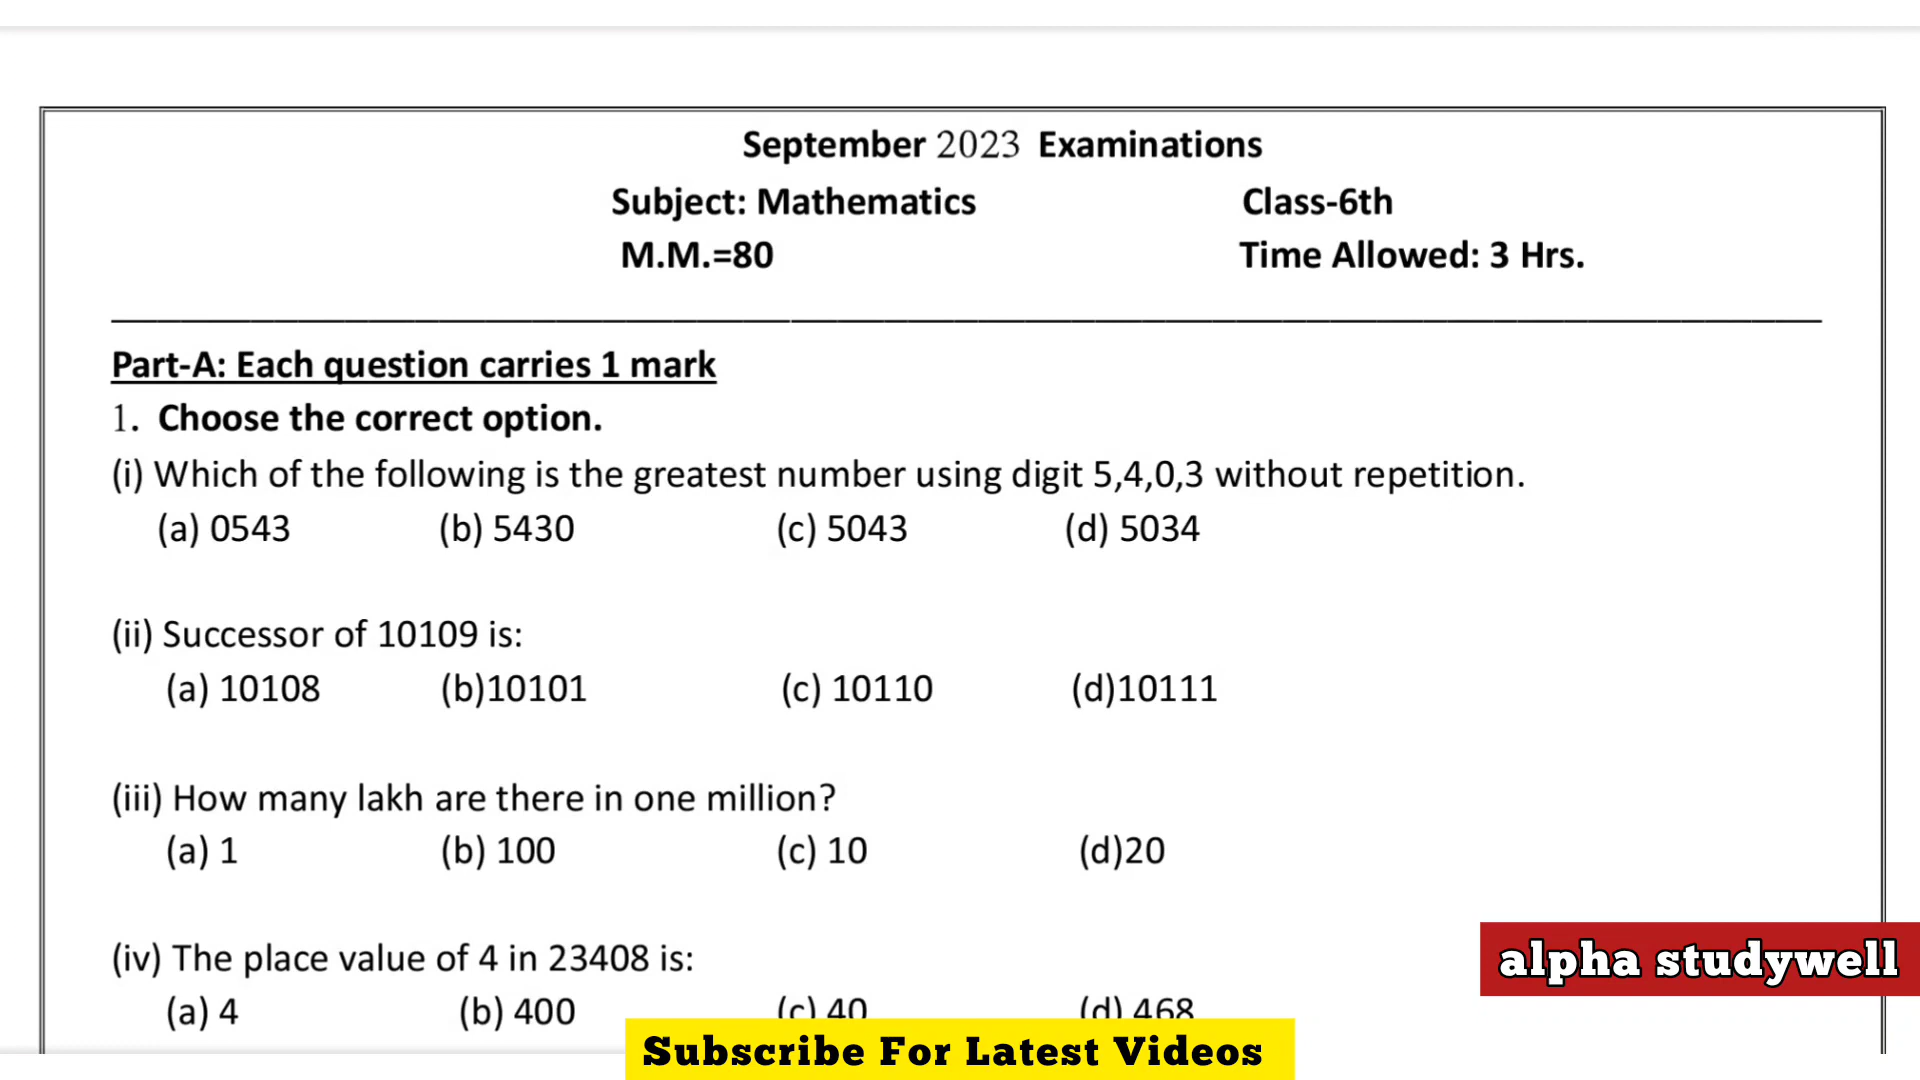 September 2023 Examinations
Subject: Mathematics Class-6th
M.M.=80 Time Allowed: 3 Hrs.
Part-A: Each question carries 1 mark
1. Choose the correct option.
(i) Which of the following is the greatest number using digit 5,4,0,3 without repetition.
(a) 0543 (b) 5430 (c) 5043 (d) 5034
(ii) Successor of 10109 is:
(a) 10108 (b)10101 (c) 10110 (d)10111
(iii) How many lakh are there in one million?
(a) 1 (b) 100 (c) 10 (d)20
(iv) The place value of 4 in 23408 is:
(a) 4 (b) 400 (c) 40 (d) 468
alpha studywell
Subscribe For Latest Videos